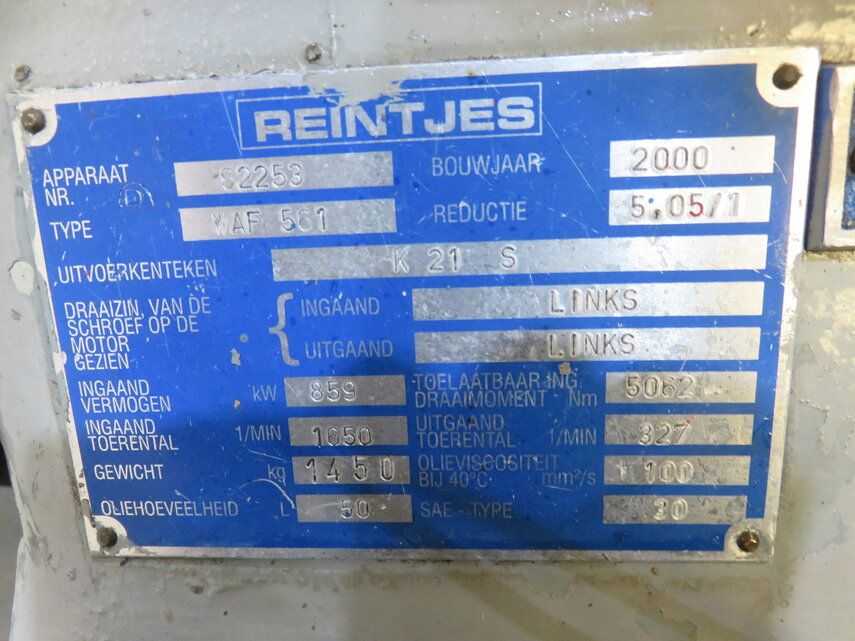 REINTJES
APPARAAT NR. 62253 BOUWJAAR 2000
TYPE WAF 561 REDUCTIE 5,05/1
UITVOERKENTEKEN K 21 S
DRAAIZIN. VAN DE
SCHROEF OP DE
MOTOR
GEZIEN
INGAAND LINKS
UITGAAND LINKS
INGAAND VERMOGEN kW 859 TOELAATBAAR ING. DRAAIMOMENT Nm 5062
INGAAND TOERENTAL 1/MIN 1650 UITGAAND TOERENTAL 1/MIN 327
GEWICHT kg 1450 OLIEVISCOSITEIT BIJ 40°C mm²/s 100
OLIEHOEVEELHEID L 50 SAE - TYPE 30